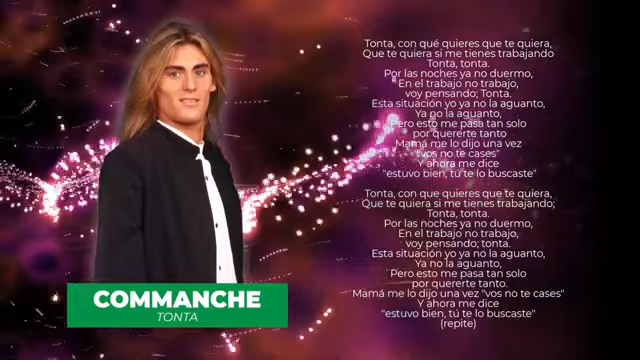 Tonta, con qué quieres que te quiera,
Que te quiera si me tienes trabajando
Tonta, tonta.
Por las noches ya no duermo,
En el trabajo no trabajo,
voy pensando; Tonta.
Esta situación yo ya no la aguanto,
Ya no la aguanto,
Pero esto me pasa tan solo
por quererte tanto
Mamá me lo dijo una vez
"vos no te cases"
Y ahora me dice
"estuvo bien, tú te lo buscaste"
Tonta, con que quieres que te quiera,
Que te quiera si me tienes trabajando;
Tonta, tonta.
Por las noches ya no duermo,
En el trabajo no trabajo,
voy pensando; tonta.
Esta situación yo ya no la aguanto,
Ya no la aguanto,
Pero esto me pasa tan solo
por quererte tanto.
Mamá me lo dijo una vez "vos no te cases"
Y ahora me dice
"estuvo bien, tú te lo buscaste"
(repite)
COMMANCHE
TONTA